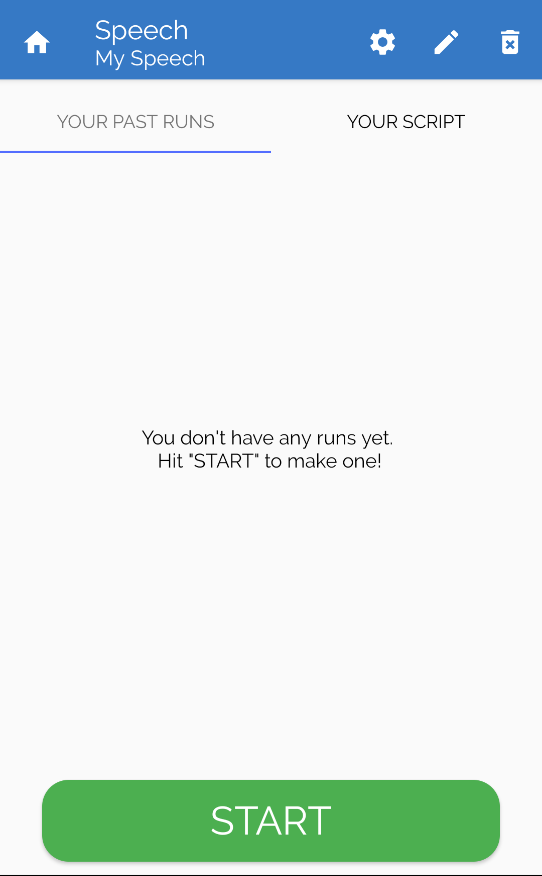 Speech
My Speech
YOUR PAST RUNS
YOUR SCRIPT
You don't have any runs yet.
Hit "START" to make one!
START